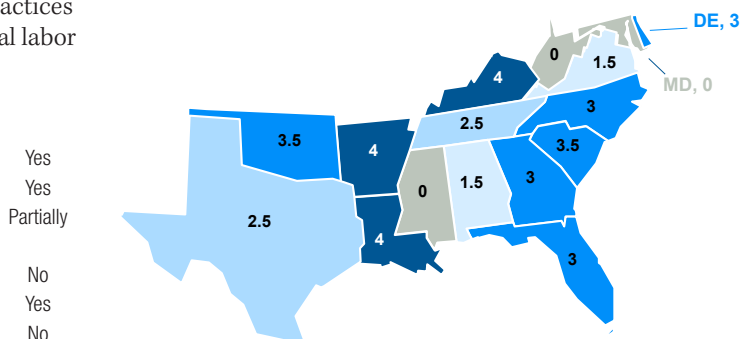 actices
al labor
Yes
Yes
Partially
No
Yes
No
DE, 3
0
1.5
4
MD, 0
3
2.5
3.5
4
3.5
3
1.5
0
2.5
4
3